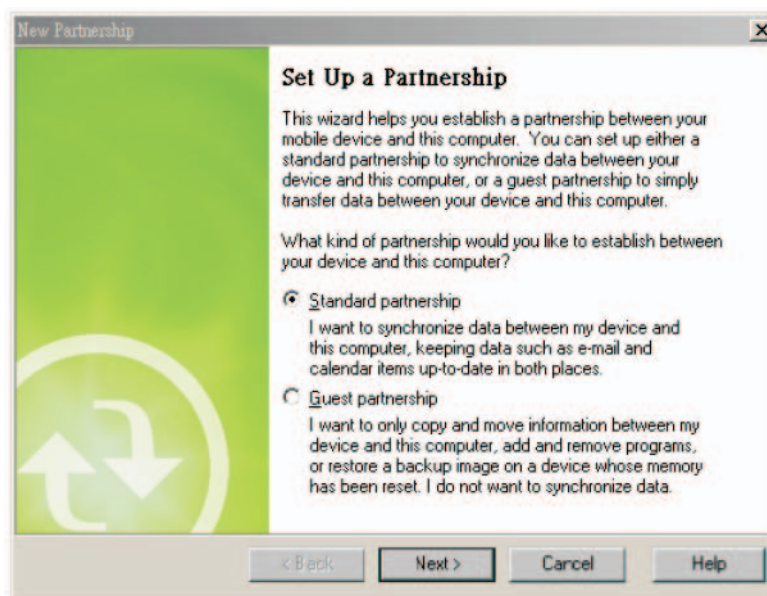 New Partnership
Set Up a Partnership
This wizard helps you establish a partnership between your
mobile device and this computer. You can set up either a
standard partnership to synchronize data between your
device and this computer, or a guest partnership to simply
transfer data between your device and this computer.
What kind of partnership would you like to establish between
your device and this computer?
Standard partnership
I want to synchronize data between my device and
this computer, keeping data such as e-mail and
calendar items up-to-date in both places.
Guest partnership
I want to only copy and move information between my
device and this computer, add and remove programs,
or restore a backup image on a device whose memory
has been reset. I do not want to synchronize data.
< Back Next > Cancel Help